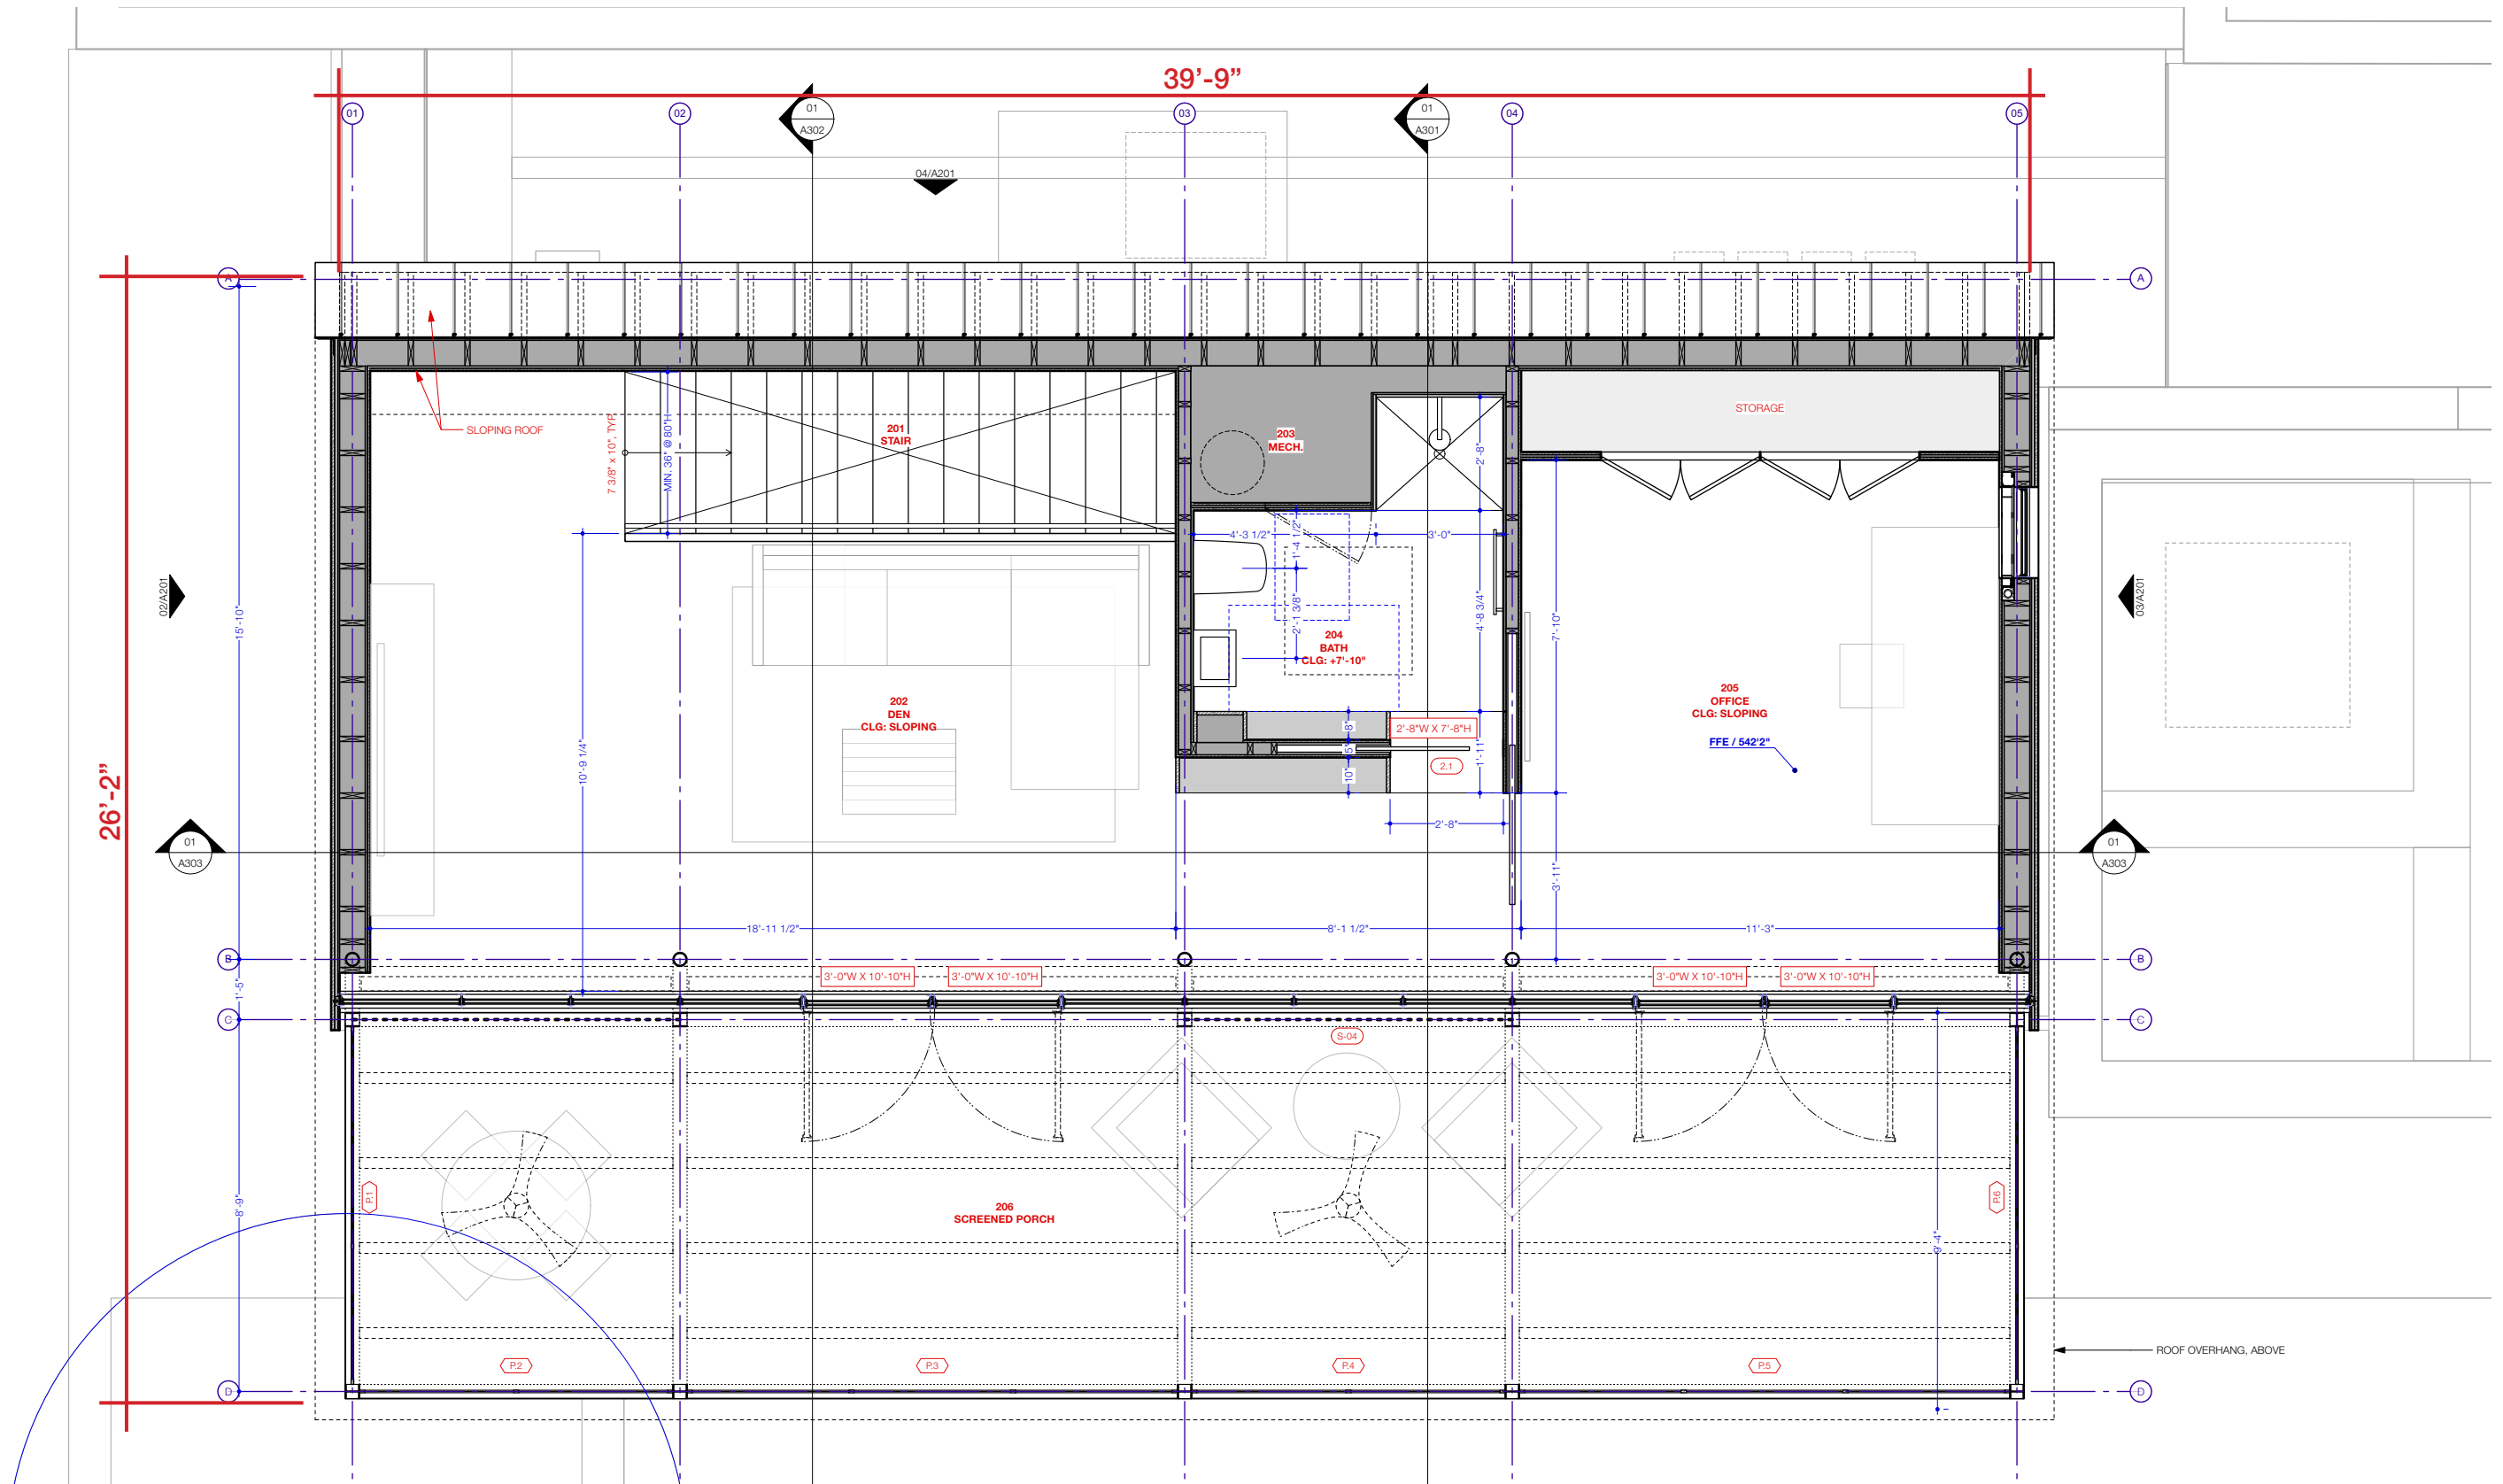 39'-9”
01
02
01
A302
03
01
A301
04
05
04/A201
A
A
SLOPING ROOF
7 3/8" x 10", TYP.
MIN. 36" @ 80"H
201
STAIR
203
MECH.
2'-8"
STORAGE
4'-3 1/2"
1'-4 1/2"
3'-0"
02/A201
15'-10"
2'-1 3/8"
4'-8 3/4"
7'-10"
03/A201
204
BATH
CLG: +7'-10"
202
DEN
CLG: SLOPING
205
OFFICE
CLG: SLOPING
FFE / 542'2"
10'-9 1/4"
8"
5"
10"
2'-8"W X 7'-8"H
1'-11"
2.1
2'-8"
26'-2”
01
A303
01
A303
3'-11"
18'-11 1/2"
8'-1 1/2"
11'-3"
B
B
3'-0"W X 10'-10"H
3'-0"W X 10'-10"H
3'-0"W X 10'-10"H
3'-0"W X 10'-10"H
1'-5"
C
C
S-04
8'-9"
P.1
P.6
206
SCREENED PORCH
9'-4"
P.2
P.3
P.4
P.5
ROOF OVERHANG, ABOVE
D
D